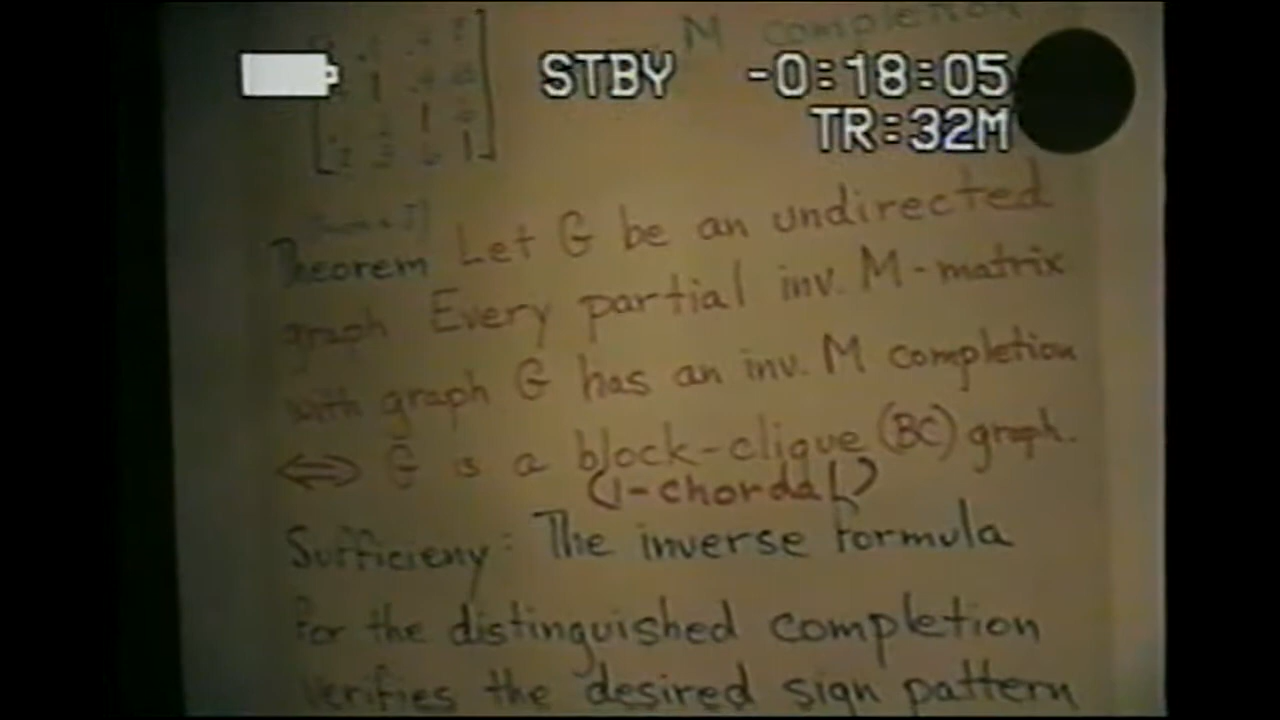 M completion
STBY -0:18:05
TR:32M
Theorem Let G be an undirected
graph Every partial inv. M-matrix
with graph G has an inv. M completion
⇔ G is a block-clique (BC) graph.
(1-chordal)
Sufficieny: The inverse formula
for the distinguished completion
verifies the desired sign pattern